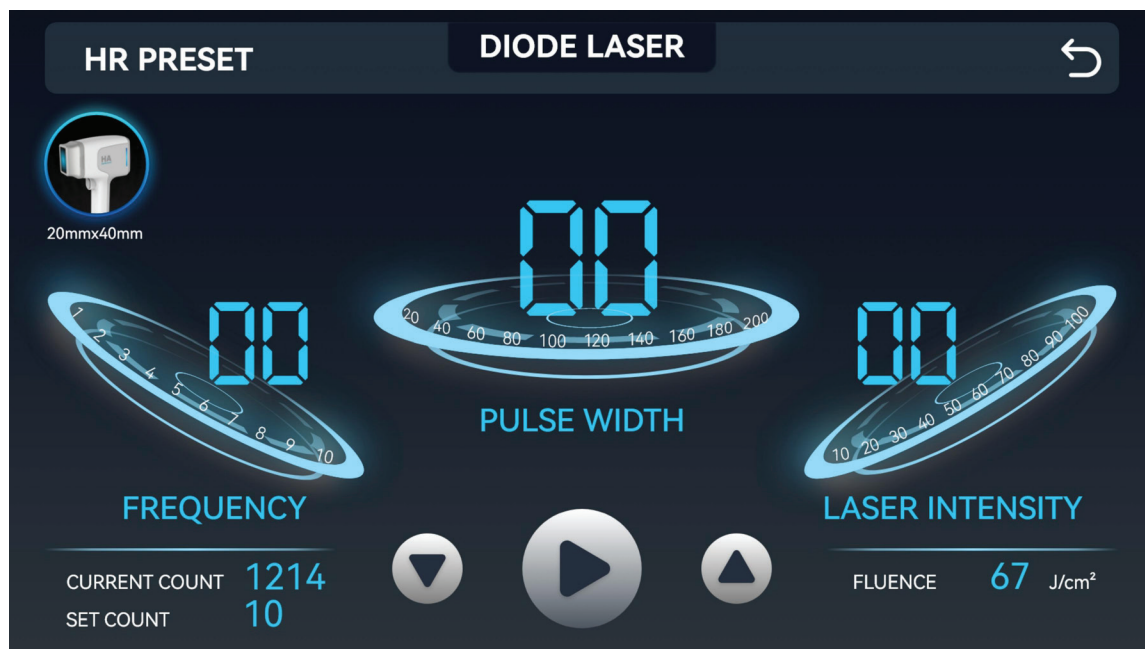 HR PRESET
DIODE LASER
HA
20mmx40mm
00
1 2 3 4 5 6 7 8 9 10
FREQUENCY
00
20 40 60 80 100 120 140 160 180 200
PULSE WIDTH
00
10 20 30 40 50 60 70 80 90 100
LASER INTENSITY
CURRENT COUNT 1214
SET COUNT 10
FLUENCE 67 J/cm²